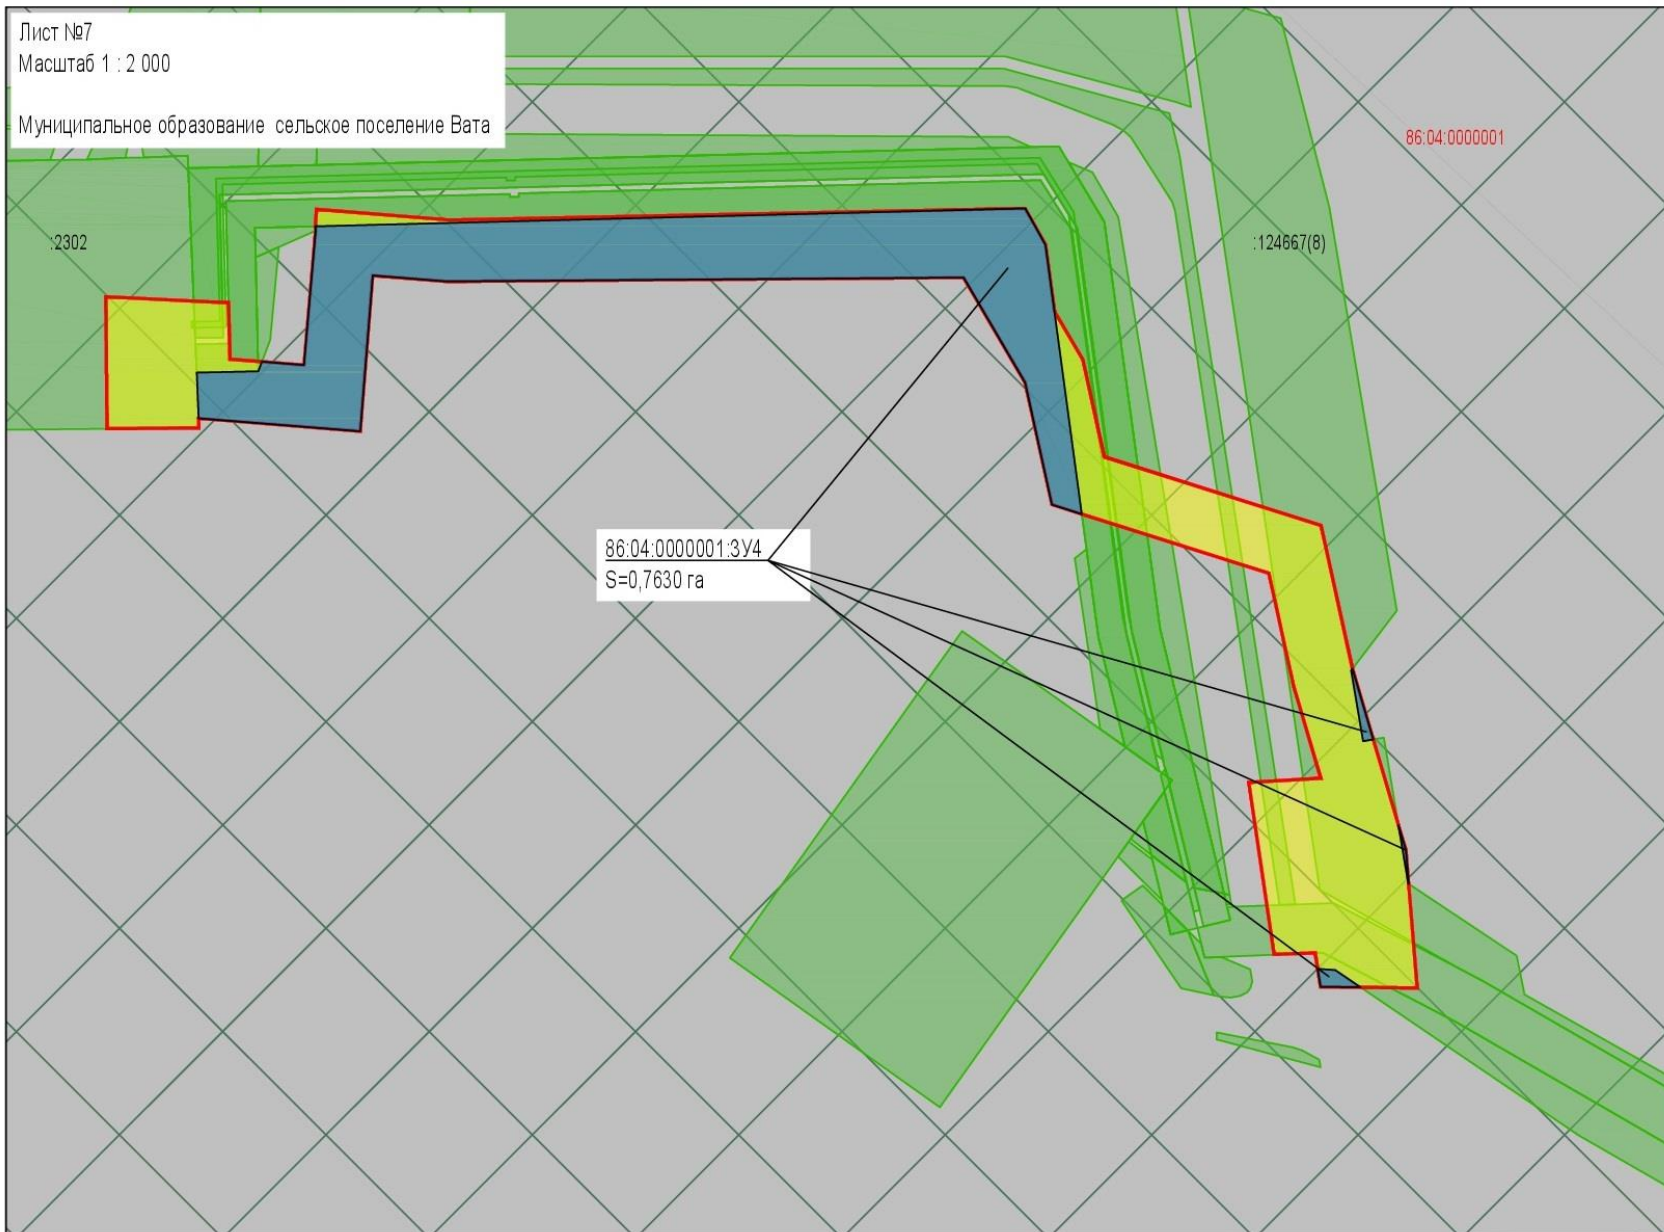 Лист №7
Масштаб 1 : 2 000
Муниципальное образование сельское поселение Вата
86:04:0000001
:2302
:124667(8)
86:04:0000001:ЗУ4
S=0,7630 га